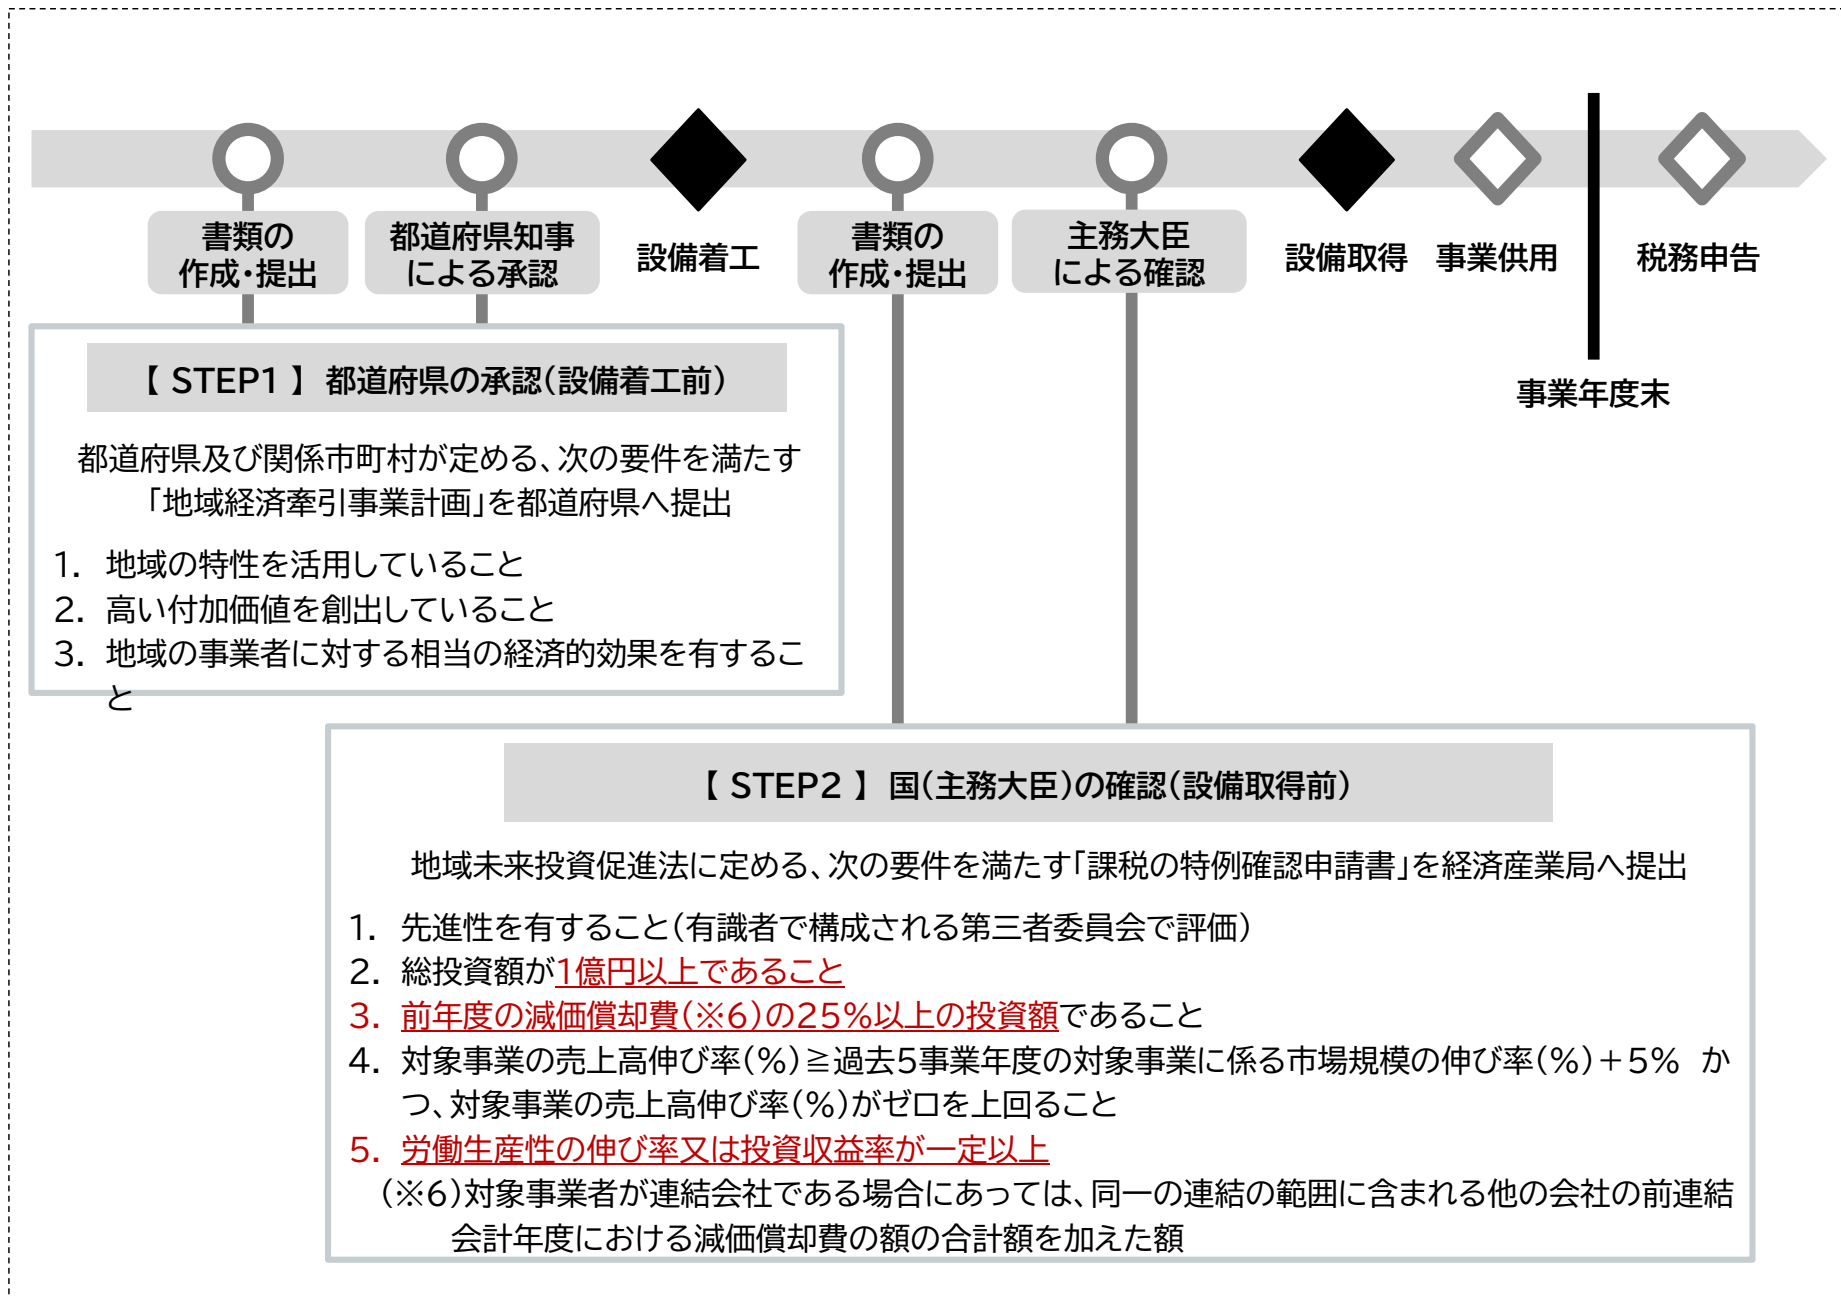 書類の
作成・提出
都道府県知事
による承認
設備着工
書類の
作成・提出
主務大臣
による確認
設備取得
事業供用
税務申告
事業年度末
【 STEP1 】 都道府県の承認(設備着工前)
都道府県及び関係市町村が定める、次の要件を満たす
「地域経済牽引事業計画」を都道府県へ提出
1. 地域の特性を活用していること
2. 高い付加価値を創出していること
3. 地域の事業者に対する相当の経済的効果を有するこ
と
【 STEP2 】 国(主務大臣)の確認(設備取得前)
地域未来投資促進法に定める、次の要件を満たす「課税の特例確認申請書」を経済産業局へ提出
1. 先進性を有すること(有識者で構成される第三者委員会で評価)
2. 総投資額が1億円以上であること
3. 前年度の減価償却費(※6)の25%以上の投資額であること
4. 対象事業の売上高伸び率(%)≧過去5事業年度の対象事業に係る市場規模の伸び率(%)+5% か
つ、対象事業の売上高伸び率(%)がゼロを上回ること
5. 労働生産性の伸び率又は投資収益率が一定以上
(※6)対象事業者が連結会社である場合にあっては、同一の連結の範囲に含まれる他の会社の前連結
会計年度における減価償却費の額の合計額を加えた額